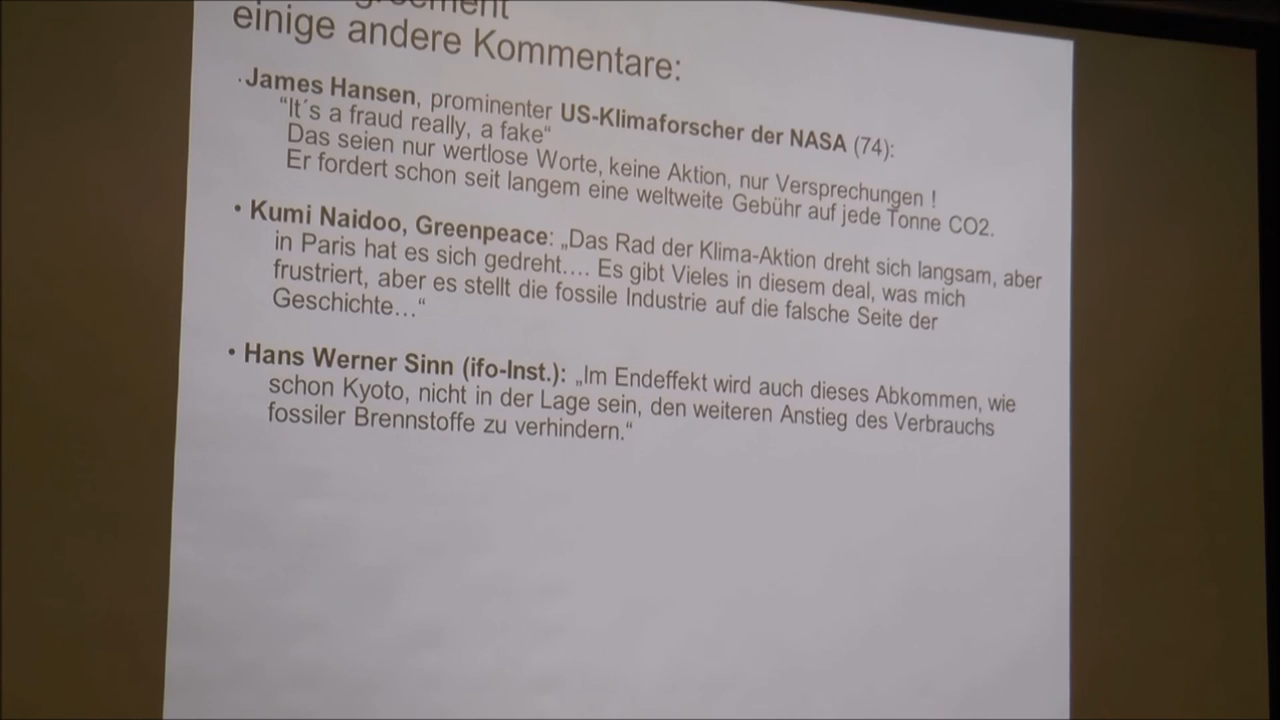 einige andere Kommentare:
· James Hansen, prominenter US-Klimaforscher der NASA (74):
“It´s a fraud really, a fake“
Das seien nur wertlose Worte, keine Aktion, nur Versprechungen !
Er fordert schon seit langem eine weltweite Gebühr auf jede Tonne CO2.
• Kumi Naidoo, Greenpeace: „Das Rad der Klima-Aktion dreht sich langsam, aber
in Paris hat es sich gedreht…. Es gibt Vieles in diesem deal, was mich
frustriert, aber es stellt die fossile Industrie auf die falsche Seite der
Geschichte…“
• Hans Werner Sinn (ifo-Inst.): „Im Endeffekt wird auch dieses Abkommen, wie
schon Kyoto, nicht in der Lage sein, den weiteren Anstieg des Verbrauchs
fossiler Brennstoffe zu verhindern.“